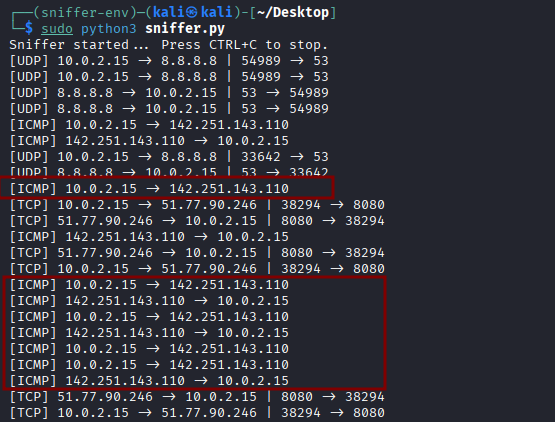 ┌──(sniffer-env)─(kali㉿kali)-[~/Desktop]
└─$ sudo python3 sniffer.py
Sniffer started... Press CTRL+C to stop.
[UDP] 10.0.2.15 → 8.8.8.8 | 54989 → 53
[UDP] 10.0.2.15 → 8.8.8.8 | 54989 → 53
[UDP] 8.8.8.8 → 10.0.2.15 | 53 → 54989
[UDP] 8.8.8.8 → 10.0.2.15 | 53 → 54989
[ICMP] 10.0.2.15 → 142.251.143.110
[ICMP] 142.251.143.110 → 10.0.2.15
[UDP] 10.0.2.15 → 8.8.8.8 | 33642 → 53
[UDP] 8.8.8.8 → 10.0.2.15 | 53 → 33642
[ICMP] 10.0.2.15 → 142.251.143.110
[TCP] 10.0.2.15 → 51.77.90.246 | 38294 → 8080
[TCP] 51.77.90.246 → 10.0.2.15 | 8080 → 38294
[ICMP] 142.251.143.110 → 10.0.2.15
[TCP] 51.77.90.246 → 10.0.2.15 | 8080 → 38294
[TCP] 10.0.2.15 → 51.77.90.246 | 38294 → 8080
[ICMP] 10.0.2.15 → 142.251.143.110
[ICMP] 142.251.143.110 → 10.0.2.15
[ICMP] 10.0.2.15 → 142.251.143.110
[ICMP] 142.251.143.110 → 10.0.2.15
[ICMP] 10.0.2.15 → 142.251.143.110
[ICMP] 10.0.2.15 → 142.251.143.110
[ICMP] 142.251.143.110 → 10.0.2.15
[TCP] 51.77.90.246 → 10.0.2.15 | 8080 → 38294
[TCP] 10.0.2.15 → 51.77.90.246 | 38294 → 8080